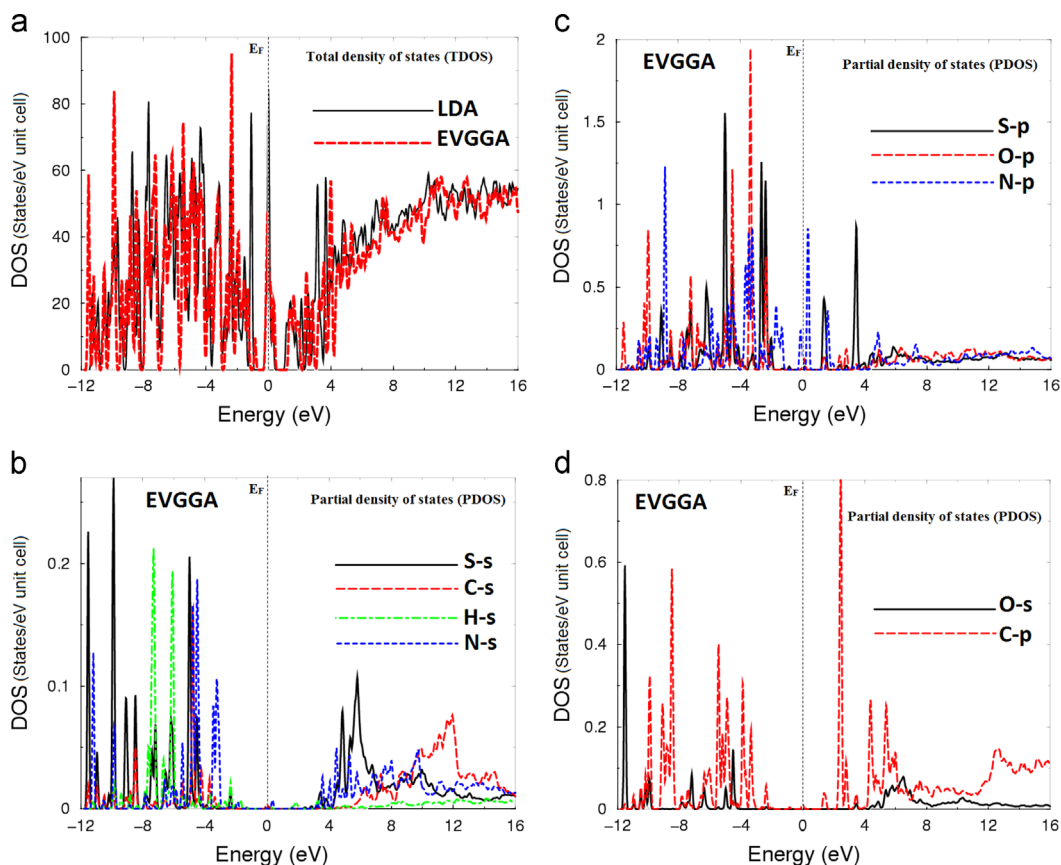 a
E_F
Total density of states (TDOS)
LDA
EVGGA
DOS (States/eV unit cell)
100
80
60
40
20
0
−12 −8 −4 0 4 8 12 16
Energy (eV)
c
E_F
EVGGA
Partial density of states (PDOS)
S-p
O-p
N-p
DOS (States/eV unit cell)
2
1.5
1
0.5
0
−12 −8 −4 0 4 8 12 16
Energy (eV)
b
E_F
EVGGA
Partial density of states (PDOS)
S-s
C-s
H-s
N-s
DOS (States/eV unit cell)
0.2
0.1
0
−12 −8 −4 0 4 8 12 16
Energy (eV)
d
E_F
EVGGA
Partial density of states (PDOS)
O-s
C-p
DOS (States/eV unit cell)
0.8
0.6
0.4
0.2
0
−12 −8 −4 0 4 8 12 16
Energy (eV)